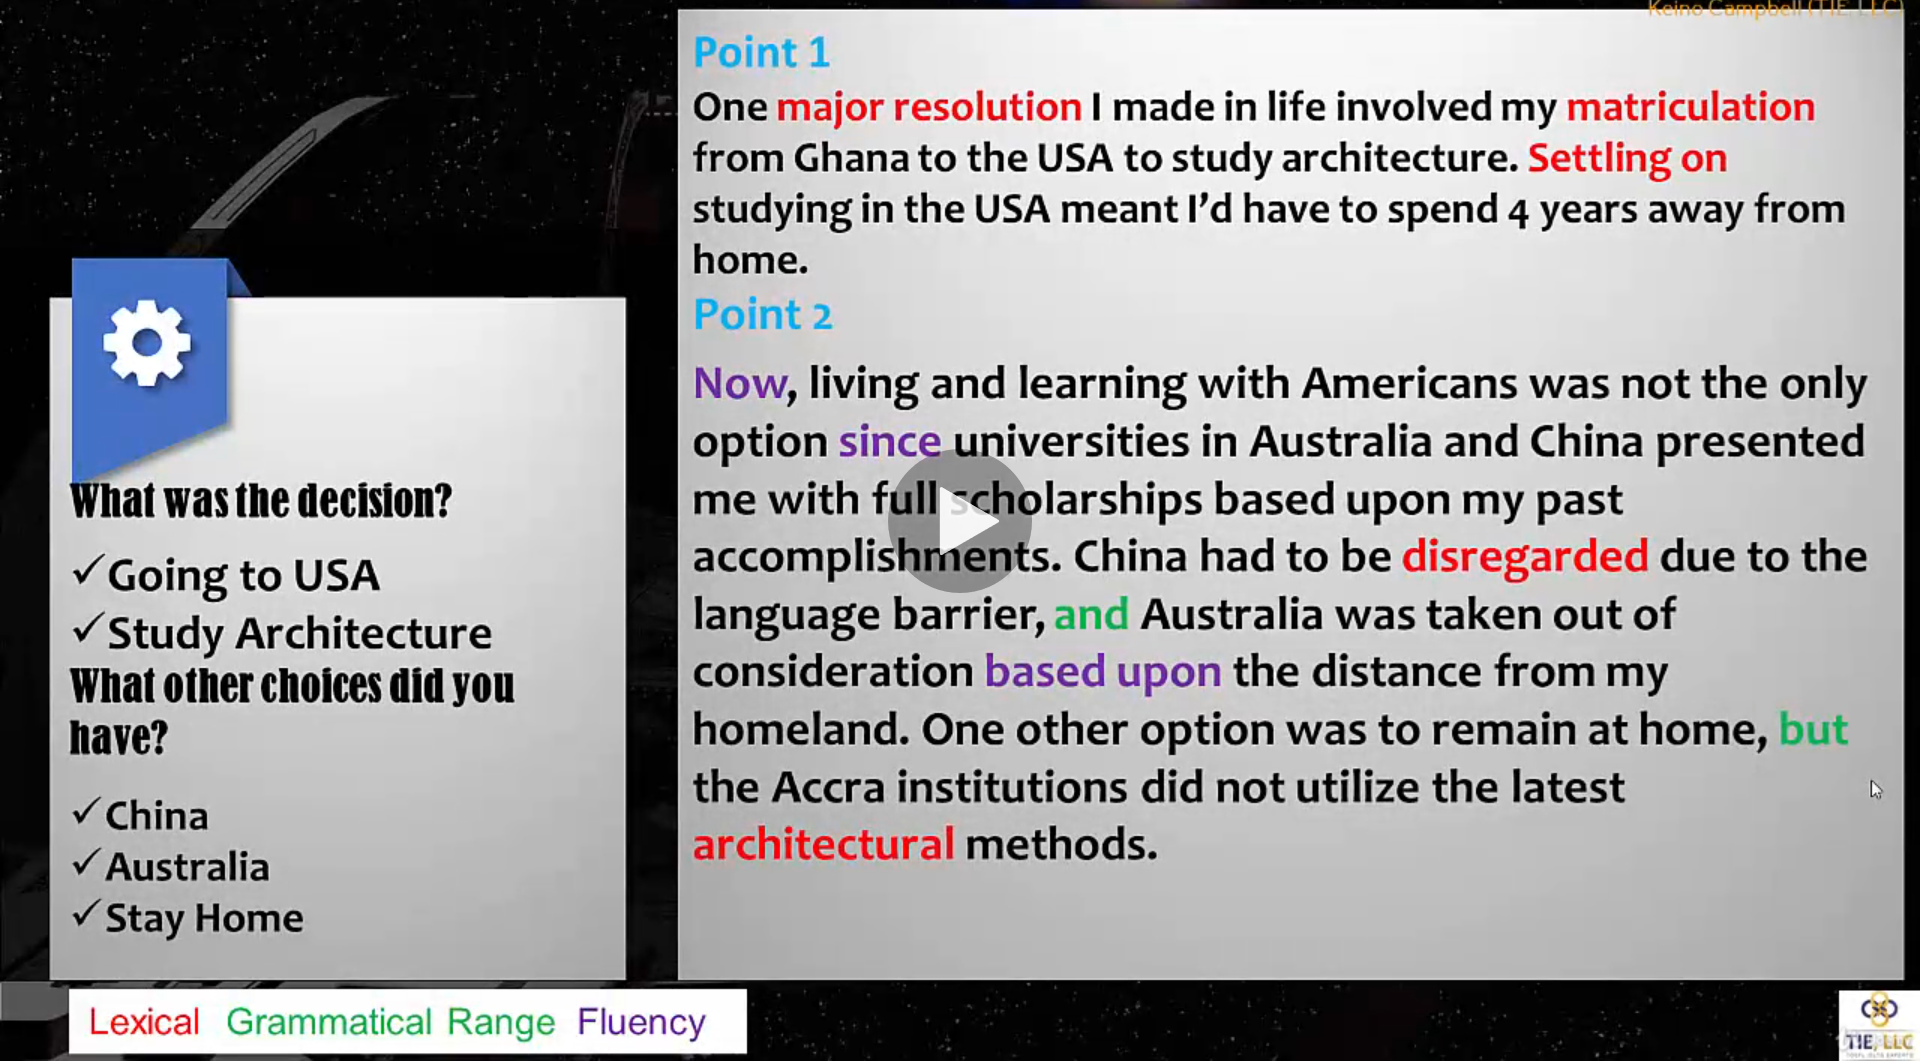 Keino Campbell (TIE, LLC)
Point 1
One major resolution I made in life involved my matriculation
from Ghana to the USA to study architecture. Settling on
studying in the USA meant I'd have to spend 4 years away from
home.
Point 2
Now, living and learning with Americans was not the only
option since universities in Australia and China presented
me with full scholarships based upon my past
accomplishments. China had to be disregarded due to the
language barrier, and Australia was taken out of
consideration based upon the distance from my
homeland. One other option was to remain at home, but
the Accra institutions did not utilize the latest
architectural methods.
What was the decision?
✓Going to USA
✓Study Architecture
What other choices did you
have?
✓China
✓Australia
✓Stay Home
Lexical Grammatical Range Fluency
TIE, LLC